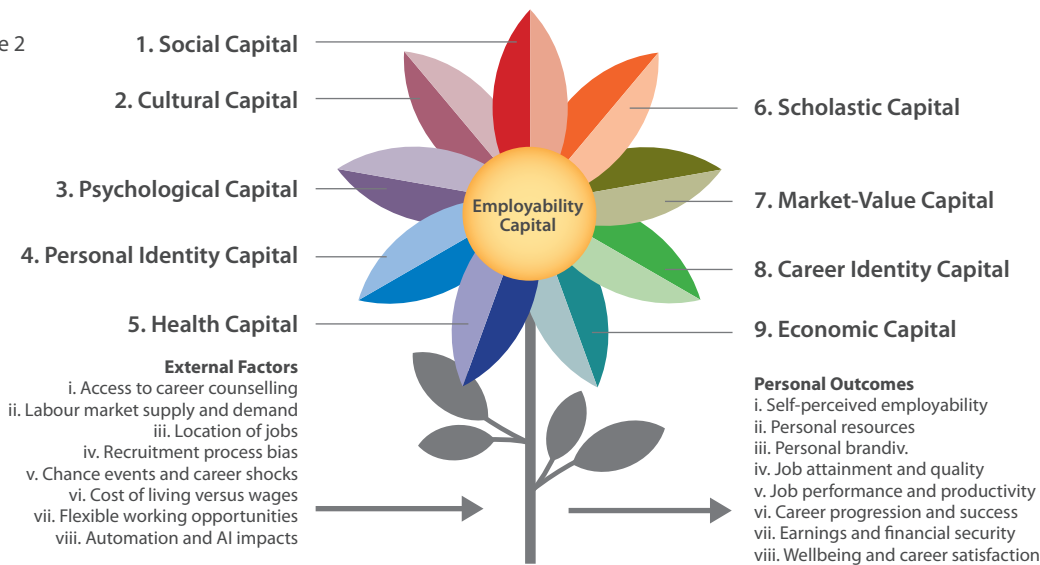 e 2
1. Social Capital
2. Cultural Capital
3. Psychological Capital
4. Personal Identity Capital
5. Health Capital
External Factors
i. Access to career counselling
ii. Labour market supply and demand
iii. Location of jobs
iv. Recruitment process bias
v. Chance events and career shocks
vi. Cost of living versus wages
vii. Flexible working opportunities
viii. Automation and AI impacts
Employability
Capital
6. Scholastic Capital
7. Market-Value Capital
8. Career Identity Capital
9. Economic Capital
Personal Outcomes
i. Self-perceived employability
ii. Personal resources
iii. Personal brandiv.
iv. Job attainment and quality
v. Job performance and productivity
vi. Career progression and success
vii. Earnings and financial security
viii. Wellbeing and career satisfaction